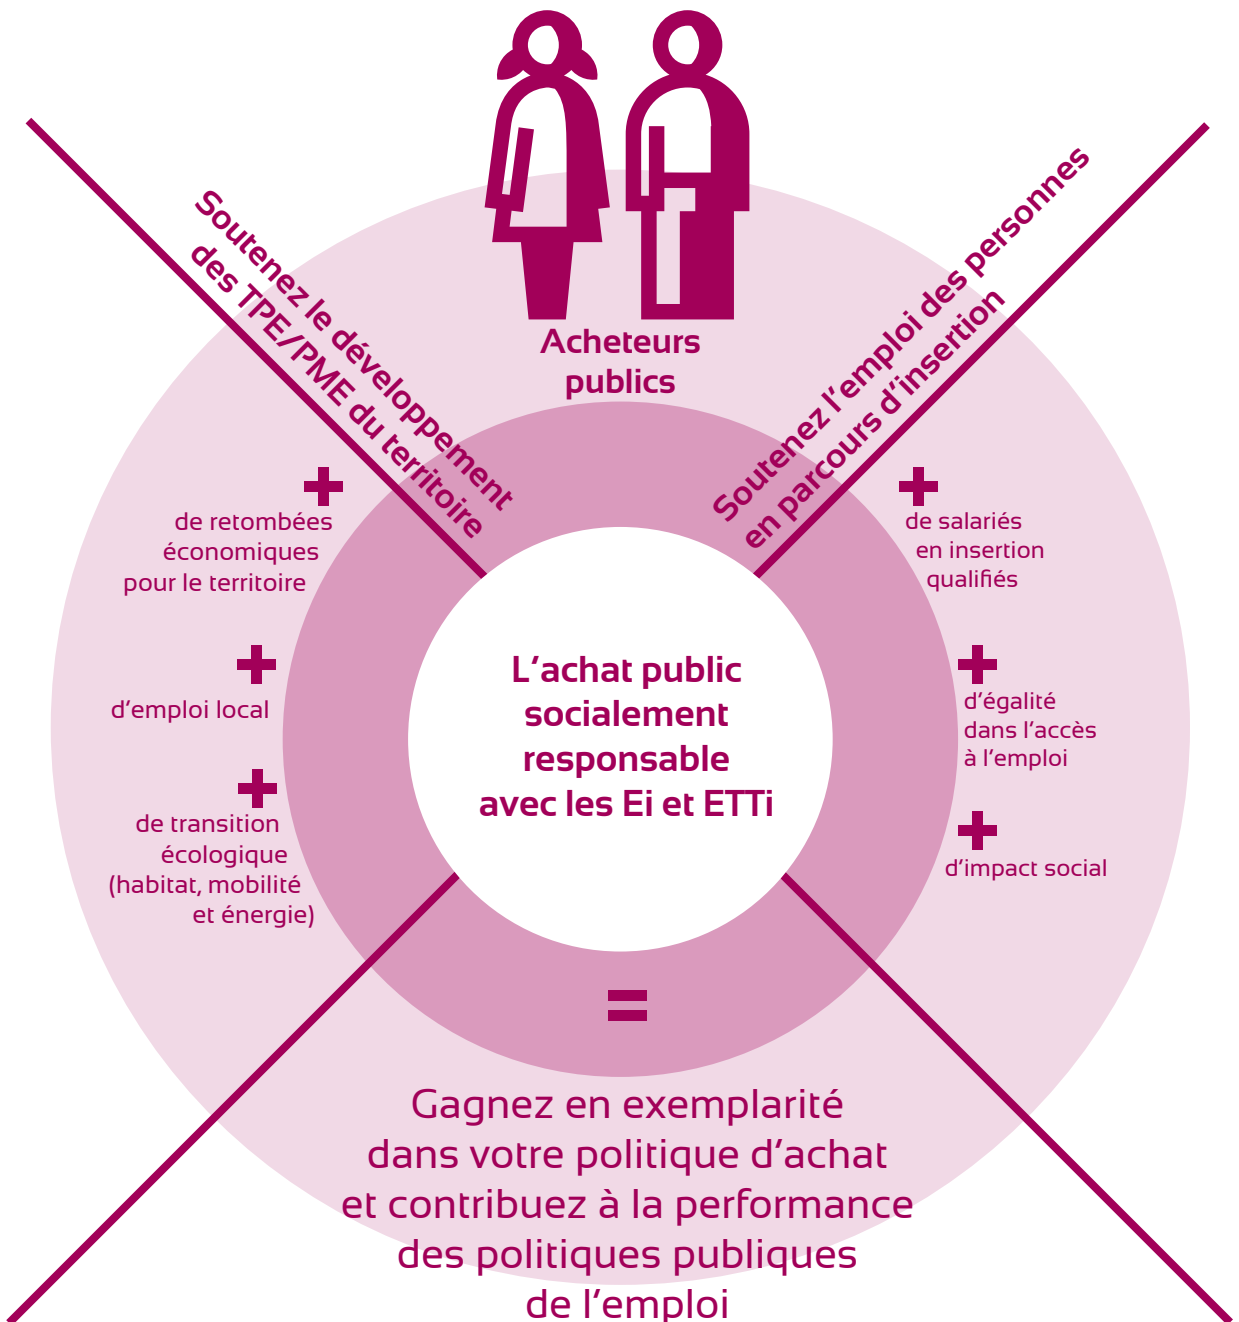 Acheteurs
publics
Soutenez le développement
des TPE/PME du territoire
Soutenez l'emploi des personnes
en parcours d'insertion
+
de retombées
économiques
pour le territoire
+
d'emploi local
+
de transition
écologique
(habitat, mobilité
et énergie)
L'achat public
socialement
responsable
avec les Ei et ETTi
+
de salariés
en insertion
qualifiés
+
d'égalité
dans l'accès
à l'emploi
+
d'impact social
=
Gagnez en exemplarité
dans votre politique d'achat
et contribuez à la performance
des politiques publiques
de l'emploi